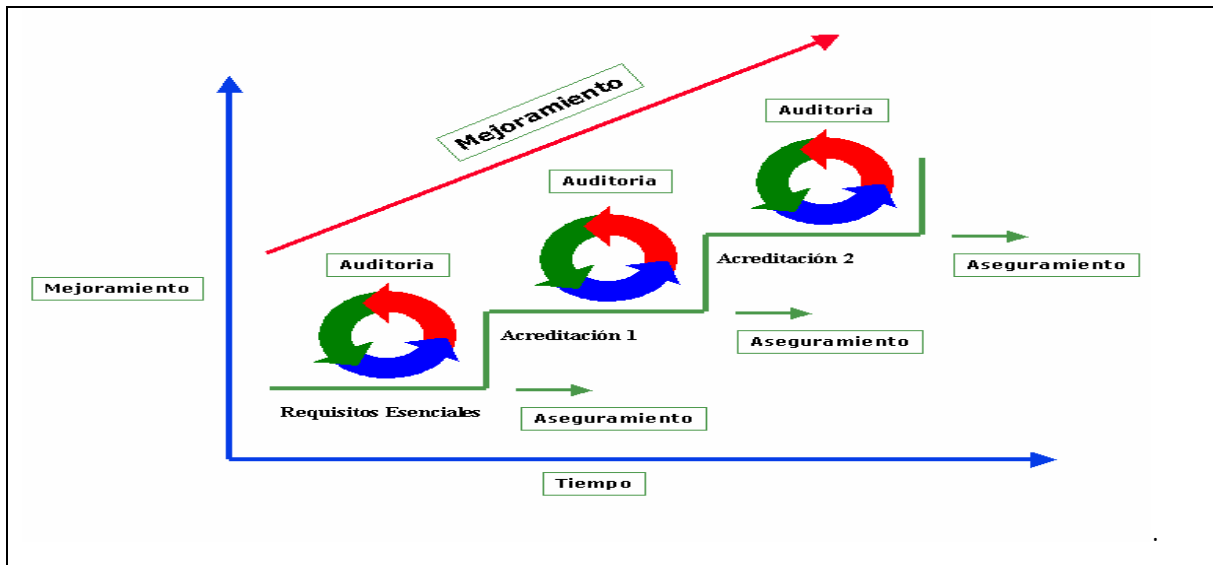 Mejoramiento
Auditoria
Auditoria
Auditoria
Mejoramiento
Acreditación 2
Aseguramiento
Acreditación 1
Aseguramiento
Requisitos Esenciales
Aseguramiento
Tiempo
.